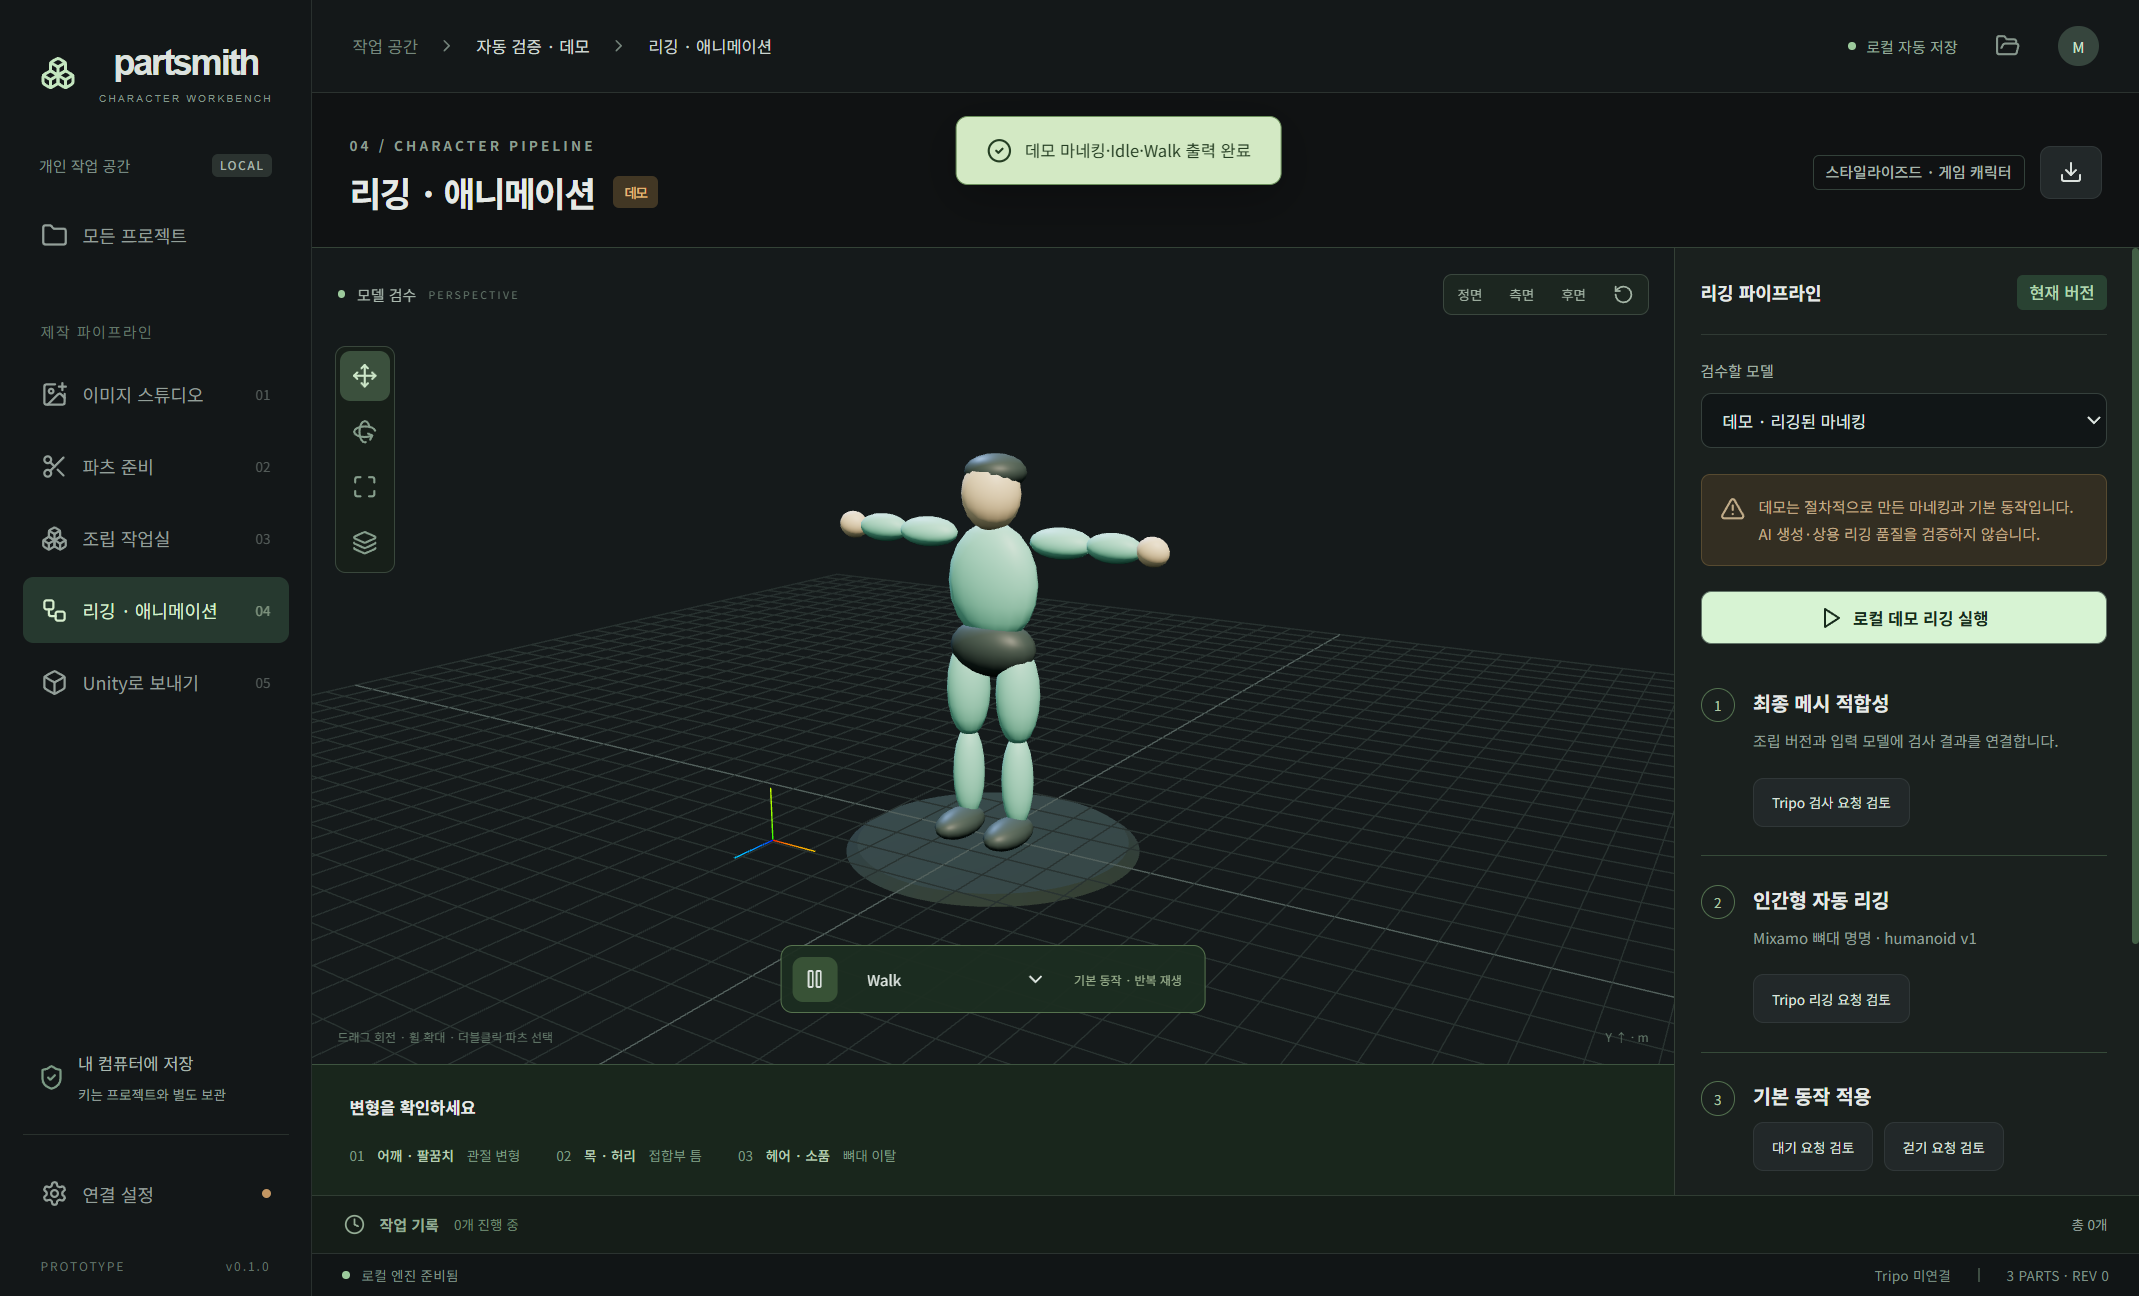 partsmith
CHARACTER WORKBENCH
개인 작업 공간
LOCAL
모든 프로젝트
제작 파이프라인
이미지 스튜디오 01
파츠 준비 02
조립 작업실 03
리깅 · 애니메이션 04
Unity로 보내기 05
내 컴퓨터에 저장
키는 프로젝트와 별도 보관
연결 설정
PROTOTYPE v0.1.0
작업 공간 자동 검증 · 데모 리깅 · 애니메이션
로컬 자동 저장
M
04 / CHARACTER PIPELINE
리깅 · 애니메이션 데모
데모 마네킹·Idle·Walk 출력 완료
스타일라이즈드 · 게임 캐릭터
모델 검수 PERSPECTIVE
정면 측면 후면
Walk
기본 동작 · 반복 재생
드래그 회전 · 휠 확대 · 더블클릭 파츠 선택
Y ↑ · m
변형을 확인하세요
01 어깨 · 팔꿈치 관절 변형 02 목 · 허리 접합부 틈 03 헤어 · 소품 뼈대 이탈
리깅 파이프라인
현재 버전
검수할 모델
데모 · 리깅된 마네킹
데모는 절차적으로 만든 마네킹과 기본 동작입니다.
AI 생성·상용 리깅 품질을 검증하지 않습니다.
로컬 데모 리깅 실행
1 최종 메시 적합성
조립 버전과 입력 모델에 검사 결과를 연결합니다.
Tripo 검사 요청 검토
2 인간형 자동 리깅
Mixamo 뼈대 명명 · humanoid v1
Tripo 리깅 요청 검토
3 기본 동작 적용
대기 요청 검토 걷기 요청 검토
작업 기록 0개 진행 중
총 0개
로컬 엔진 준비됨
Tripo 미연결 | 3 PARTS · REV 0